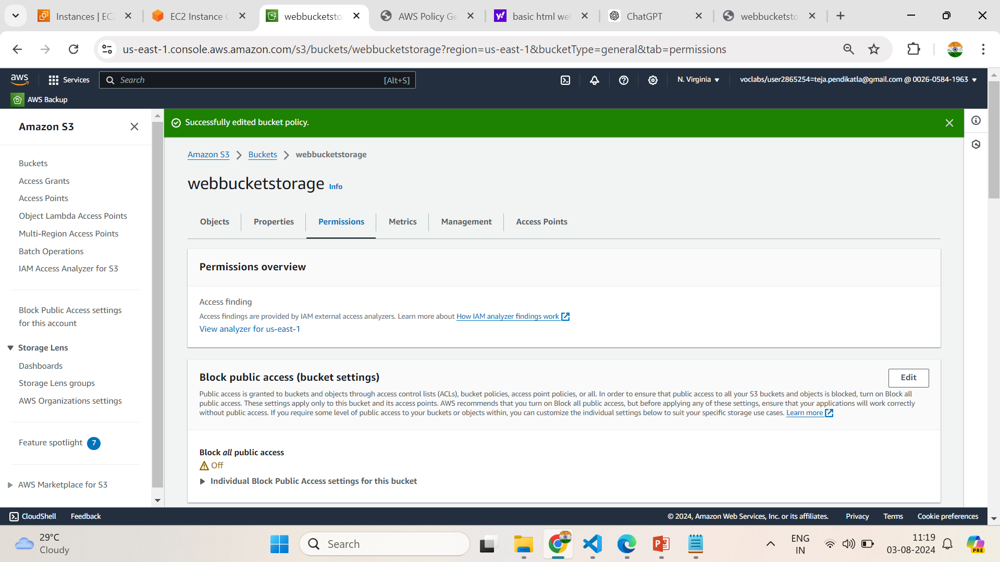 Instances | EC
EC2 Instance C
webbucketsto
AWS Policy Ge
basic html we
ChatGPT
webbucketsto
us-east-1.console.aws.amazon.com/s3/buckets/webbucketstorage?region=us-east-1&bucketType=general&tab=permissions
aws
Services
Search
[Alt+S]
N. Virginia
voclabs/user2865254=teja.pendikatla@gmail.com @ 0026-0584-1963
AWS Backup
Amazon S3
Buckets
Access Grants
Access Points
Object Lambda Access Points
Multi-Region Access Points
Batch Operations
IAM Access Analyzer for S3
Block Public Access settings
for this account
Storage Lens
Dashboards
Storage Lens groups
AWS Organizations settings
Feature spotlight 7
AWS Marketplace for S3
Successfully edited bucket policy.
Amazon S3 > Buckets > webbucketstorage
webbucketstorage Info
Objects
Properties
Permissions
Metrics
Management
Access Points
Permissions overview
Access finding
Access findings are provided by IAM external access analyzers. Learn more about How IAM analyzer findings work
View analyzer for us-east-1
Block public access (bucket settings)
Edit
Public access is granted to buckets and objects through access control lists (ACLs), bucket policies, access point policies, or all. In order to ensure that public access to all your S3 buckets and objects is blocked, turn on Block all
public access. These settings apply only to this bucket and its access points. AWS recommends that you turn on Block all public access, but before applying any of these settings, ensure that your applications will work correctly
without public access. If you require some level of public access to your buckets or objects within, you can customize the individual settings below to suit your specific storage use cases. Learn more
Block all public access
Off
Individual Block Public Access settings for this bucket
CloudShell
Feedback
© 2024, Amazon Web Services, Inc. or its affiliates.
Privacy
Terms
Cookie preferences
29°C
Cloudy
Search
ENG
IN
11:19
03-08-2024
PRE